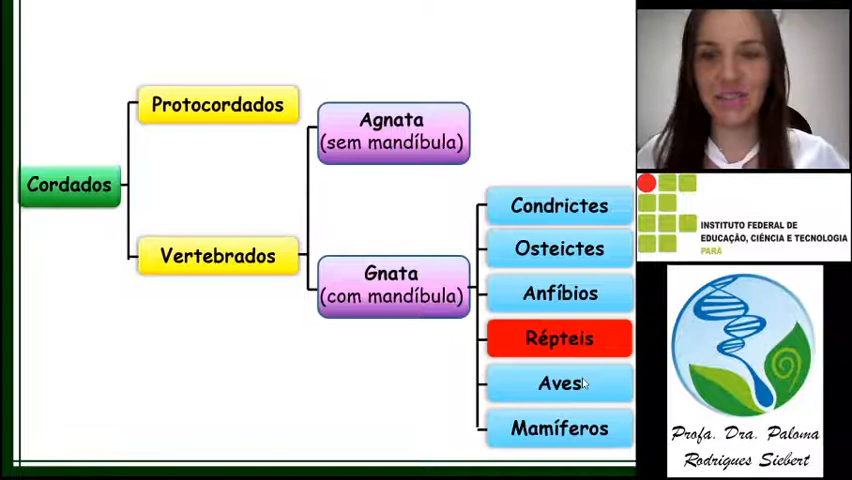 Protocordados
Agnata
(sem mandíbula)
Cordados
Vertebrados
Gnata
(com mandíbula)
Condrictes
Osteictes
Anfíbios
Répteis
Aves
Mamíferos
INSTITUTO FEDERAL DE
EDUCAÇÃO, CIÊNCIA E TECNOLOGIA
PARÁ
Profa. Dra. Paloma
Rodrigues Siebert